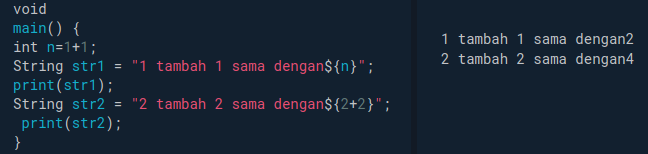 void
main() {
int n=1+1;
String str1 = "1 tambah 1 sama dengan${n}";
print(str1);
String str2 = "2 tambah 2 sama dengan${2+2}";
print(str2);
}
1 tambah 1 sama dengan2
2 tambah 2 sama dengan4